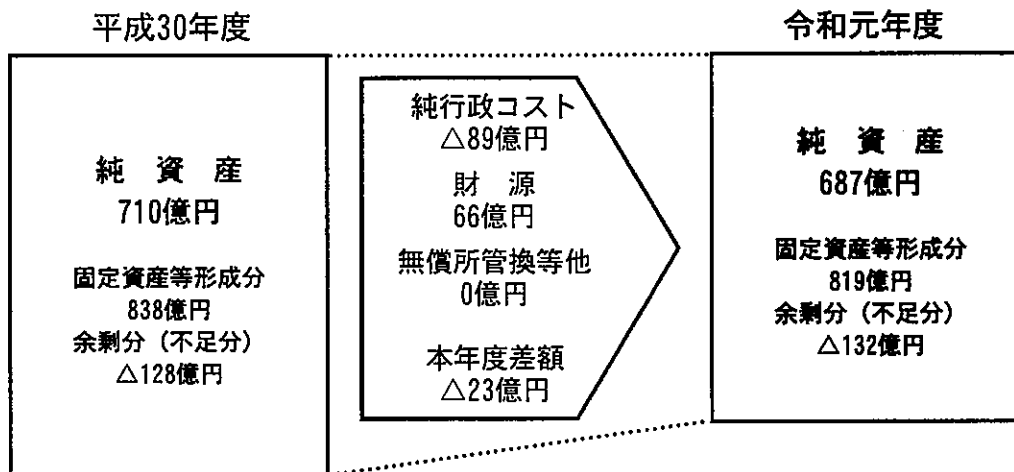 平成30年度
純 資 産
710億円
固定資産等形成分
838億円
余剰分（不足分）
△128億円
純行政コスト
△89億円
財 源
66億円
無償所管換等他
0億円
本年度差額
△23億円
令和元年度
純 資 産
687億円
固定資産等形成分
819億円
余剰分（不足分）
△132億円